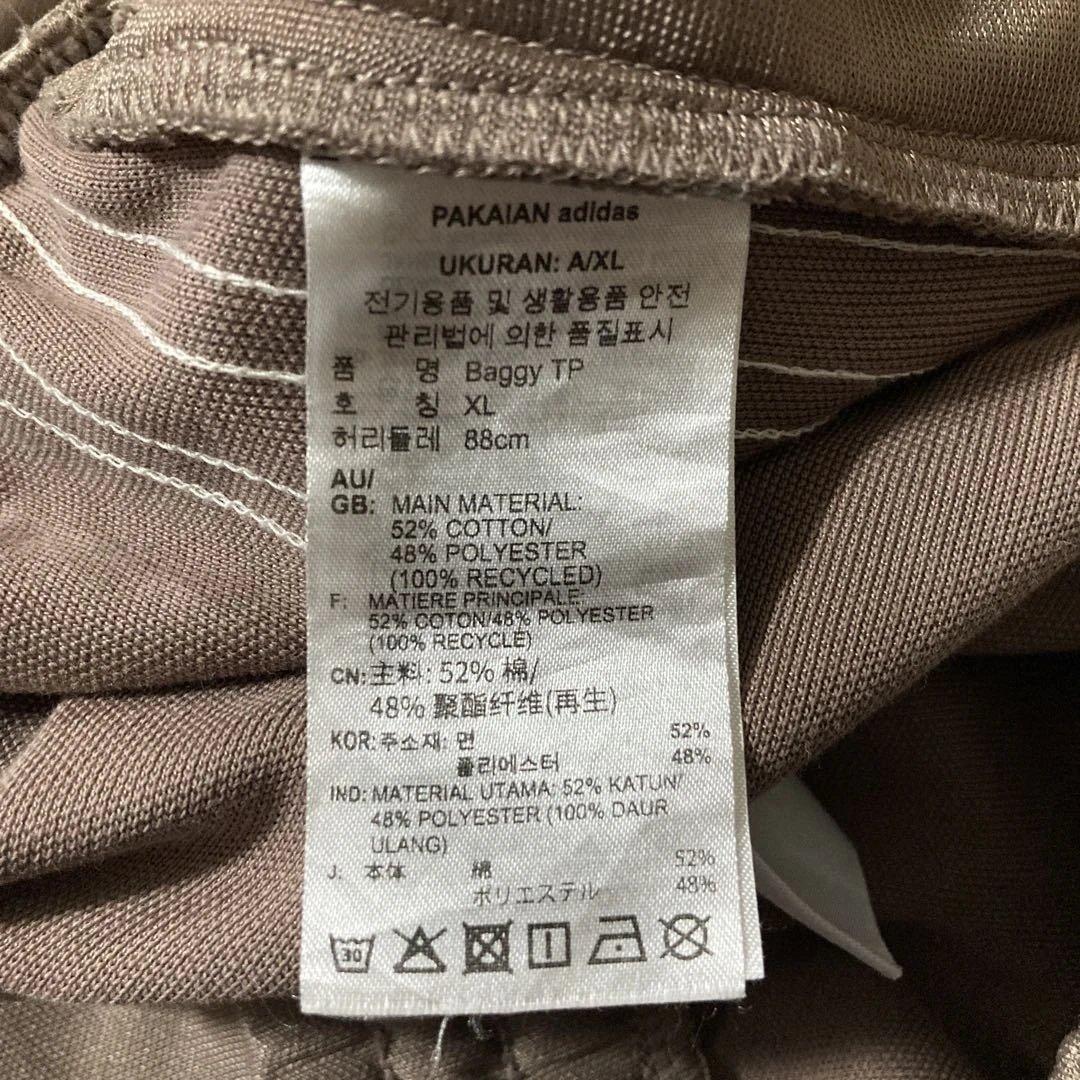 PAKAIAN adidas
UKURAN: A/XL
전기용품 및 생활용품 안전
관리법에 의한 품질표시
품 명 Baggy TP
호 칭 XL
허리둘레 88cm
AU/
GB: MAIN MATERIAL:
52% COTTON/
48% POLYESTER
(100% RECYCLED)
F: MATIERE PRINCIPALE:
52% COTON/48% POLYESTER
(100% RECYCLE)
CN: 主料: 52% 棉/
48% 聚酯纤维(再生)
KOR: 주소재: 면 52%
폴리에스터 48%
IND: MATERIAL UTAMA: 52% KATUN/
48% POLYESTER (100% DAUR
ULANG)
J: 本体 綿 52%
ポリエステル 48%
30